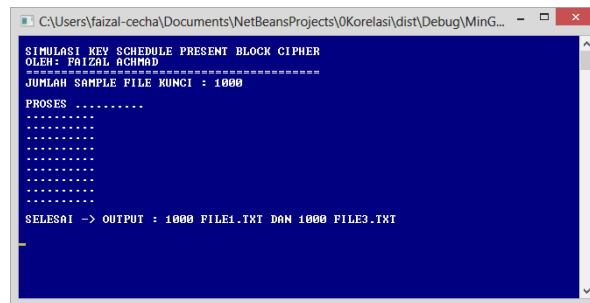 C:\Users\faizal-cecha\Documents\NetBeansProjects\0Korelasi\dist\Debug\MinG...
SIMULASI KEY SCHEDULE PRESENT BLOCK CIPHER
OLEH: FAIZAL ACHMAD
==========================================
JUMLAH SAMPLE FILE KUNCI : 1000
PROSES ..........
..........
..........
..........
..........
..........
..........
..........
..........
..........
SELESAI -> OUTPUT : 1000 FILE1.TXT DAN 1000 FILE3.TXT